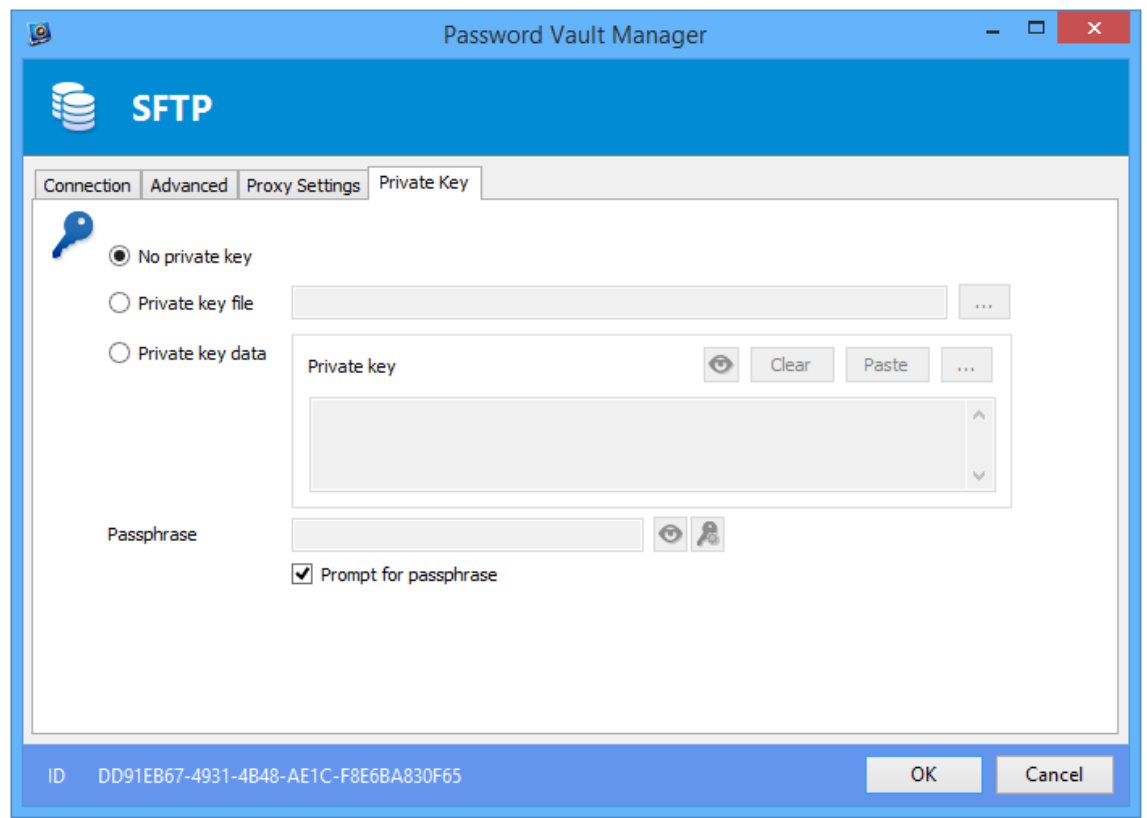 Password Vault Manager
SFTP
Connection Advanced Proxy Settings Private Key
No private key
Private key file ...
Private key data
Private key Clear Paste ...
Passphrase
Prompt for passphrase
ID DD91EB67-4931-4B48-AE1C-F8E6BA830F65 OK Cancel